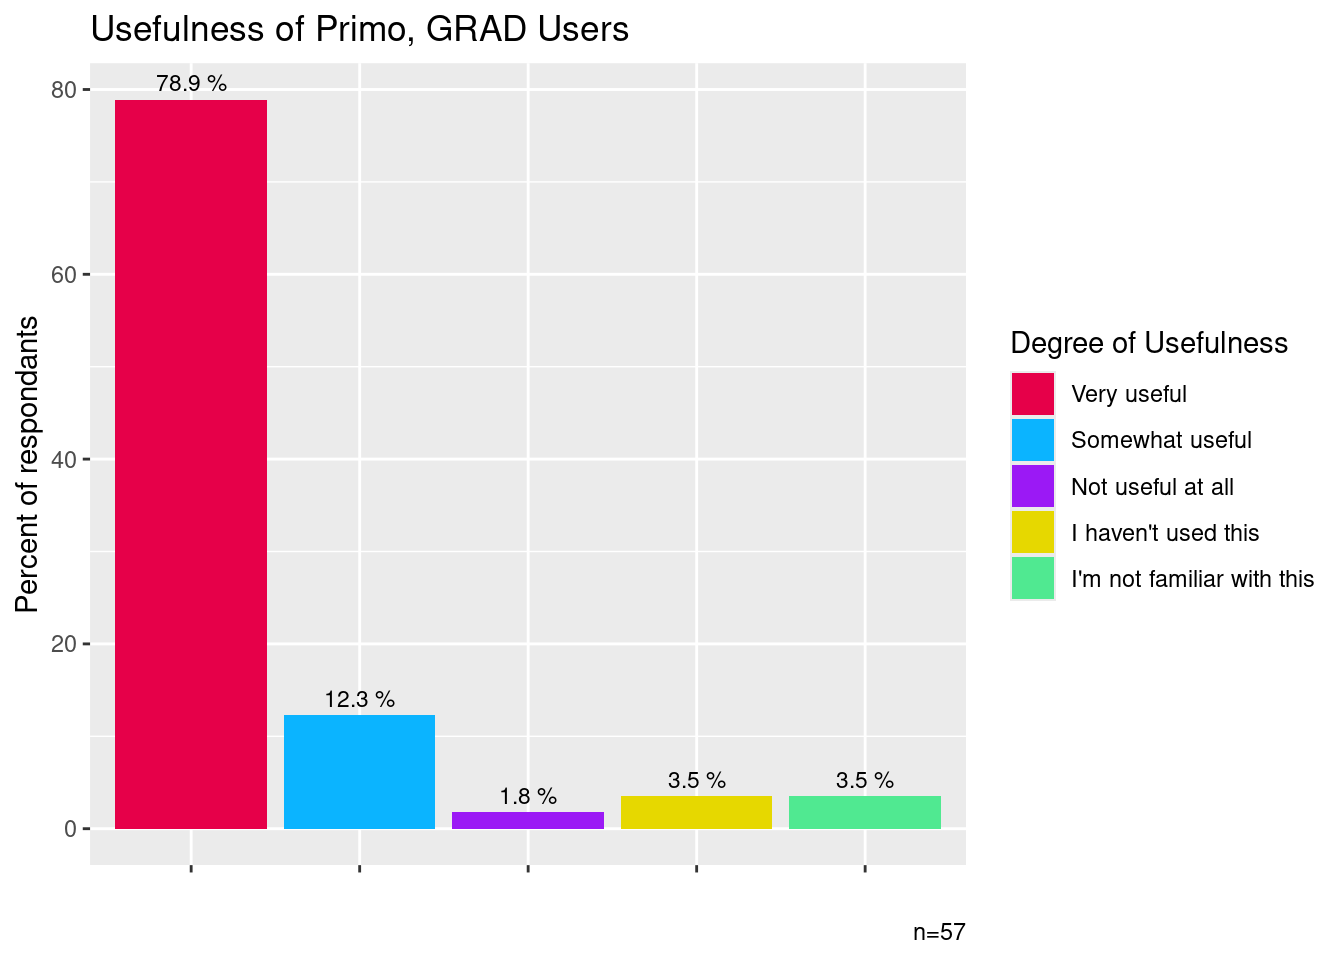 Usefulness of Primo, GRAD Users
Percent of respondants
80
60
40
20
0
78.9 %
12.3 %
1.8 %
3.5 %
3.5 %
Degree of Usefulness
Very useful
Somewhat useful
Not useful at all
I haven't used this
I'm not familiar with this
n=57